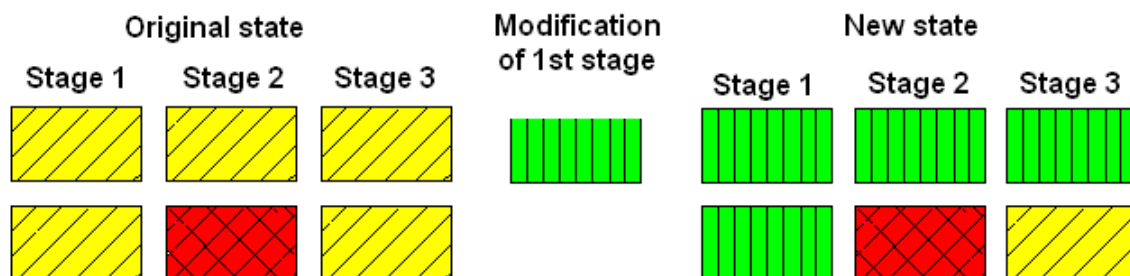 Original state
Modification
of 1st stage
New state
Stage 1 Stage 2 Stage 3
Stage 1 Stage 2 Stage 3